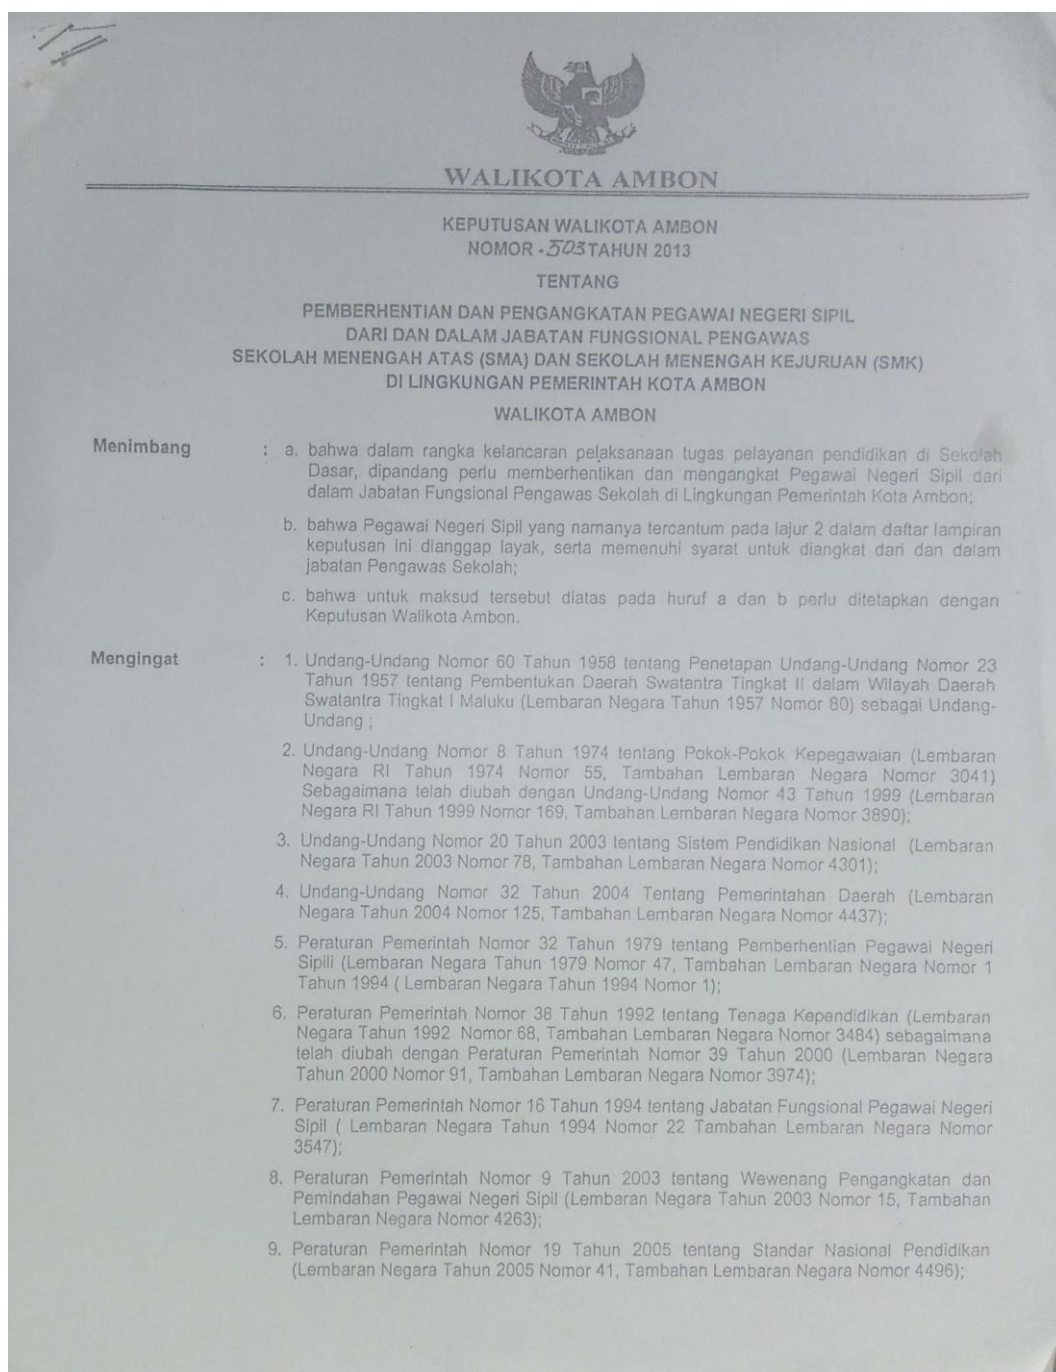 WALIKOTA AMBON
KEPUTUSAN WALIKOTA AMBON
NOMOR - 503 TAHUN 2013
TENTANG
PEMBERHENTIAN DAN PENGANGKATAN PEGAWAI NEGERI SIPIL
DARI DAN DALAM JABATAN FUNGSIONAL PENGAWAS
SEKOLAH MENENGAH ATAS (SMA) DAN SEKOLAH MENENGAH KEJURUAN (SMK)
DI LINGKUNGAN PEMERINTAH KOTA AMBON
WALIKOTA AMBON
Menimbang : a. bahwa dalam rangka kelancaran pelaksanaan tugas pelayanan pendidikan di Sekolah
Dasar, dipandang perlu memberhentikan dan mengangkat Pegawai Negeri Sipil dari
dalam Jabatan Fungsional Pengawas Sekolah di Lingkungan Pemerintah Kota Ambon;
b. bahwa Pegawai Negeri Sipil yang namanya tercantum pada lajur 2 dalam daftar lampiran
keputusan ini dianggap layak, serta memenuhi syarat untuk diangkat dari dan dalam
jabatan Pengawas Sekolah;
c. bahwa untuk maksud tersebut diatas pada huruf a dan b perlu ditetapkan dengan
Keputusan Walikota Ambon.
Mengingat : 1. Undang-Undang Nomor 60 Tahun 1958 tentang Penetapan Undang-Undang Nomor 23
Tahun 1957 tentang Pembentukan Daerah Swatantra Tingkat II dalam Wilayah Daerah
Swalantra Tingkat I Maluku (Lembaran Negara Tahun 1957 Nomor 80) sebagai Undang-
Undang ;
2. Undang-Undang Nomor 8 Tahun 1974 tentang Pokok-Pokok Kepegawaian (Lembaran
Negara RI Tahun 1974 Nomor 55, Tambahan Lembaran Negara Nomor 3041)
Sebagaimana telah diubah dengan Undang-Undang Nomor 43 Tahun 1999 (Lembaran
Negara RI Tahun 1999 Nomor 169, Tambahan Lembaran Negara Nomor 3890);
3. Undang-Undang Nomor 20 Tahun 2003 tentang Sistem Pendidikan Nasional (Lembaran
Negara Tahun 2003 Nomor 78, Tambahan Lembaran Negara Nomor 4301);
4. Undang-Undang Nomor 32 Tahun 2004 Tentang Pemerintahan Daerah (Lembaran
Negara Tahun 2004 Nomor 125, Tambahan Lembaran Negara Nomor 4437);
5. Peraturan Pemerintah Nomor 32 Tahun 1979 tentang Pemberhentian Pegawai Negeri
Sipili (Lembaran Negara Tahun 1979 Nomor 47, Tambahan Lembaran Negara Nomor 1
Tahun 1994 ( Lembaran Negara Tahun 1994 Nomor 1);
6. Peraturan Pemerintah Nomor 38 Tahun 1992 tentang Tenaga Kependidikan (Lembaran
Negara Tahun 1992 Nomor 68, Tambahan Lembaran Negara Nomor 3484) sebagaimana
telah diubah dengan Peraturan Pemerintah Nomor 39 Tahun 2000 (Lembaran Negara
Tahun 2000 Nomor 91, Tambahan Lembaran Negara Nomor 3974);
7. Peraturan Pemerintah Nomor 16 Tahun 1994 tentang Jabatan Fungsional Pegawai Negeri
Sipil ( Lembaran Negara Tahun 1994 Nomor 22 Tambahan Lembaran Negara Nomor
3547);
8. Peraturan Pemerintah Nomor 9 Tahun 2003 tentang Wewenang Pengangkatan dan
Pemindahan Pegawai Negeri Sipil (Lembaran Negara Tahun 2003 Nomor 15, Tambahan
Lembaran Negara Nomor 4263);
9. Peraturan Pemerintah Nomor 19 Tahun 2005 tentang Standar Nasional Pendidikan
(Lembaran Negara Tahun 2005 Nomor 41, Tambahan Lembaran Negara Nomor 4496);